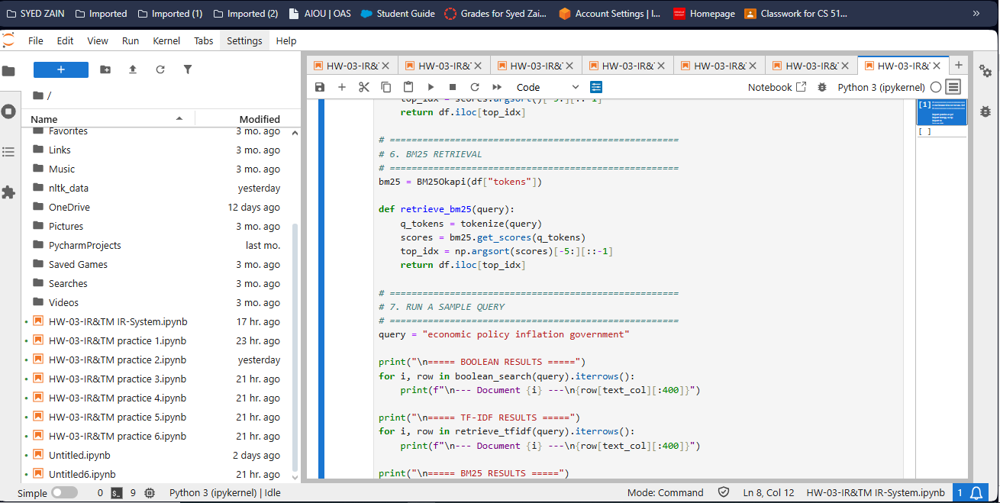 SYED ZAIN Imported Imported (1) Imported (2) AIOU | OAS Student Guide Grades for Syed Zai... Account Settings | I... Homepage Classwork for CS 51... »
File Edit View Run Kernel Tabs Settings Help
HW-03-IR&T HW-03-IR&T HW-03-IR&T HW-03-IR&T HW-03-IR&T HW-03-IR&T HW-03-IR&T
Code Notebook Python 3 (ipykernel)
/
Name Modified
Favorites 3 mo. ago
Links 3 mo. ago
Music 3 mo. ago
nltk_data yesterday
OneDrive 12 days ago
Pictures 3 mo. ago
PycharmProjects last mo.
Saved Games 3 mo. ago
Searches 3 mo. ago
Videos 3 mo. ago
HW-03-IR&TM IR-System.ipynb 17 hr. ago
HW-03-IR&TM practice 1.ipynb 23 hr. ago
HW-03-IR&TM practice 2.ipynb yesterday
HW-03-IR&TM practice 3.ipynb 21 hr. ago
HW-03-IR&TM practice 4.ipynb 21 hr. ago
HW-03-IR&TM practice 5.ipynb 21 hr. ago
HW-03-IR&TM practice 6.ipynb 21 hr. ago
Untitled.ipynb 2 days ago
Untitled6.ipynb 21 hr. ago
top_idx = scores.argsort()[-5:][::-1]
return df.iloc[top_idx]
# =====================================================
# 6. BM25 RETRIEVAL
# =====================================================
bm25 = BM25Okapi(df["tokens"])
def retrieve_bm25(query):
q_tokens = tokenize(query)
scores = bm25.get_scores(q_tokens)
top_idx = np.argsort(scores)[-5:][::-1]
return df.iloc[top_idx]
# =====================================================
# 7. RUN A SAMPLE QUERY
# =====================================================
query = "economic policy inflation government"
print("\n===== BOOLEAN RESULTS =====")
for i, row in boolean_search(query).iterrows():
print(f"\n--- Document {i} ---\n{row[text_col][:400]}")
print("\n===== TF-IDF RESULTS =====")
for i, row in retrieve_tfidf(query).iterrows():
print(f"\n--- Document {i} ---\n{row[text_col][:400]}")
print("\n===== BM25 RESULTS =====")
[1]
[ ]
Simple 0 9 Python 3 (ipykernel) | Idle Mode: Command Ln 8, Col 12 HW-03-IR&TM IR-System.ipynb 1